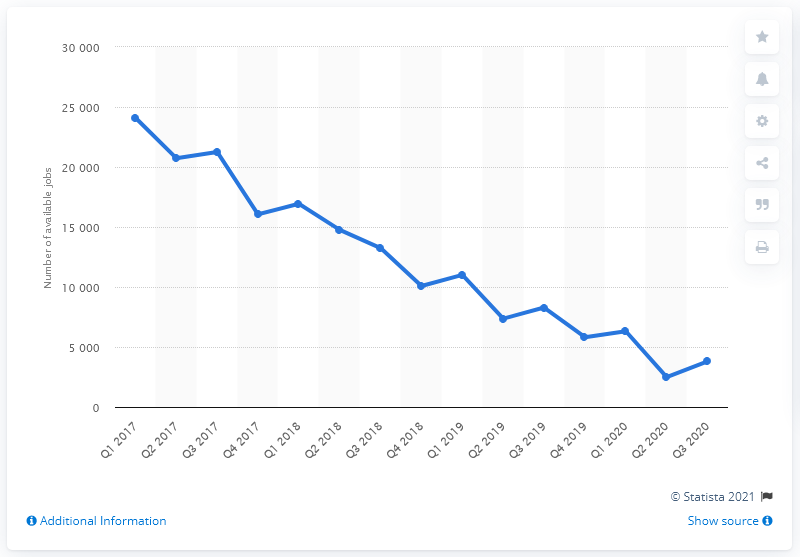 30 000
25 000
20 000
15 000
10 000
5 000
0
Number of available jobs
Q1 2017
Q2 2017
Q3 2017
Q4 2017
Q1 2018
Q2 2018
Q3 2018
Q4 2018
Q1 2019
Q2 2019
Q3 2019
Q4 2019
Q1 2020
Q2 2020
Q3 2020
© Statista 2021
Additional Information
Show source